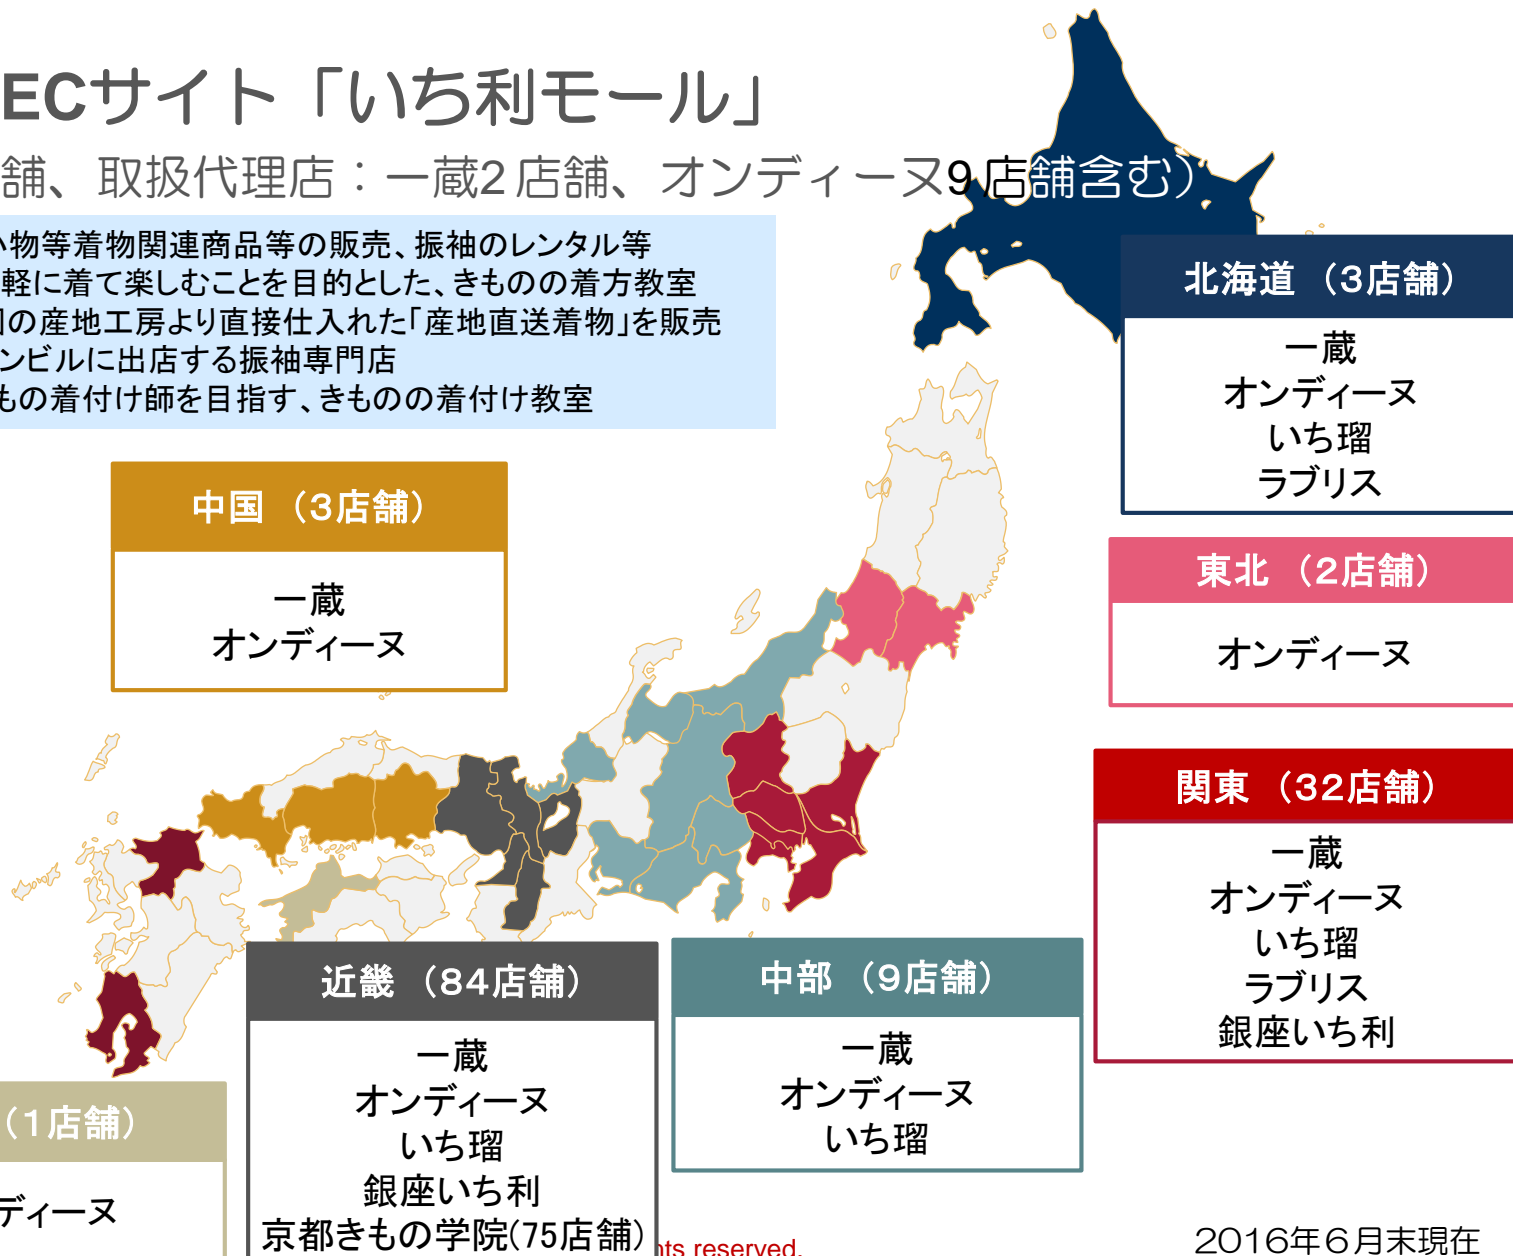 ECサイト「いち利モール」
舗、取扱代理店：一蔵2店舗、オンディーヌ9店舗含む）
小物等着物関連商品等の販売、振袖のレンタル等
軽に着て楽しむことを目的とした、きものの着方教室
の産地工房より直接仕入れた「産地直送着物」を販売
ンビルに出店する振袖専門店
もの着付け師を目指す、きものの着付け教室
北海道（3店舗）
一蔵
オンディーヌ
いち瑠
ラブリス
中国（3店舗）
一蔵
オンディーヌ
東北（2店舗）
オンディーヌ
関東（32店舗）
一蔵
オンディーヌ
いち瑠
ラブリス
銀座いち利
近畿（84店舗）
一蔵
オンディーヌ
いち瑠
銀座いち利
京都きもの学院(75店舗)
中部（9店舗）
一蔵
オンディーヌ
いち瑠
（1店舗）
ディーヌ
hts reserved.
2016年6月末現在